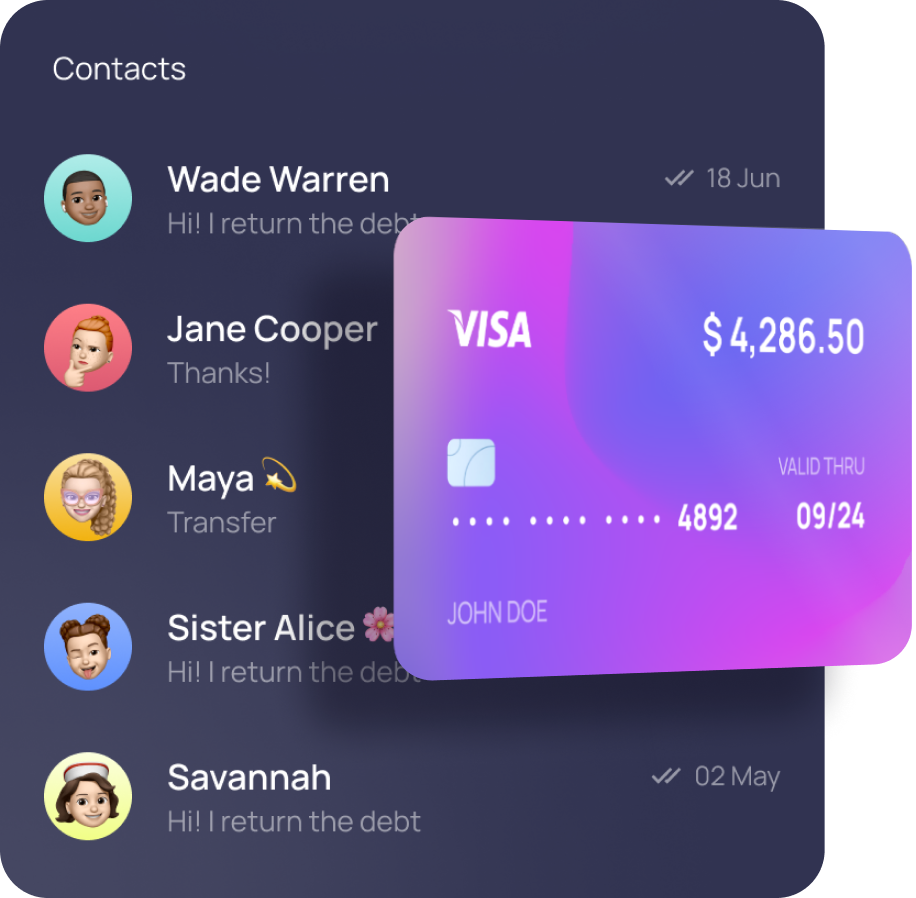 Contacts
Wade Warren
18 Jun
Hi! I return the debt
Jane Cooper
Thanks!
Maya 💫
Transfer
Sister Alice 🌸
Hi! I return the debt
Savannah
02 May
Hi! I return the debt
VISA
$ 4,286.50
VALID THRU
•••• •••• •••• 4892
09/24
JOHN DOE